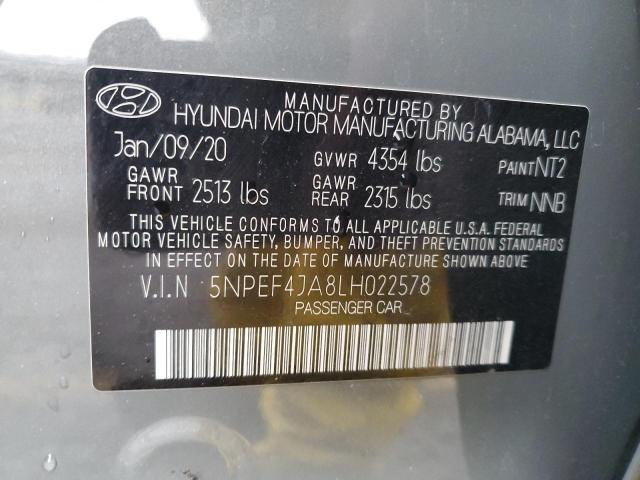 MANUFACTURED BY
HYUNDAI MOTOR MANUFACTURING ALABAMA, LLC
Jan/09/20 GVWR 4354 lbs PAINT NT2
GAWR FRONT 2513 lbs GAWR REAR 2315 lbs TRIM NNB
THIS VEHICLE CONFORMS TO ALL APPLICABLE U.S.A. FEDERAL
MOTOR VEHICLE SAFETY, BUMPER, AND THEFT PREVENTION STANDARDS
IN EFFECT ON THE DATE OF MANUFACTURE SHOWN ABOVE.
V.I.N 5NPEF4JA8LH022578
PASSENGER CAR